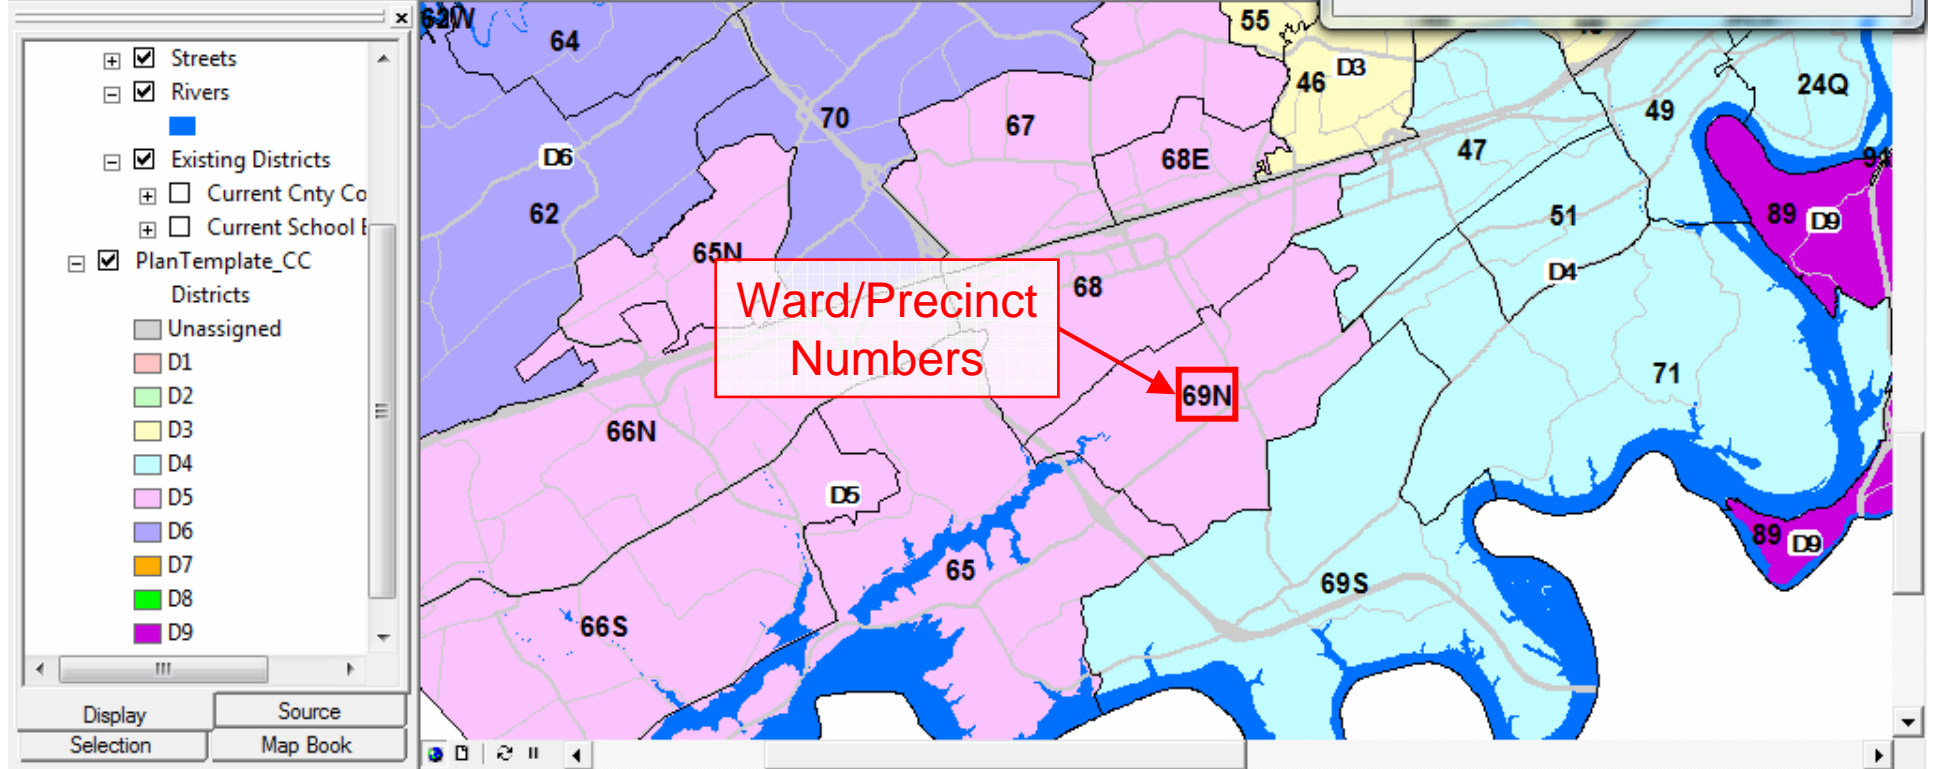 Streets
Rivers
Existing Districts
Current Cnty Co
Current School E
PlanTemplate_CC
Districts
Unassigned
D1
D2
D3
D4
D5
D6
D7
D8
D9
Display
Source
Selection
Map Book
62W
64
55
46
D3
24Q
49
70
67
47
68E
D6
62
51
89
D9
65N
68
D4
Ward/Precinct
Numbers
69N
71
66N
D5
89
D9
65
69S
66S